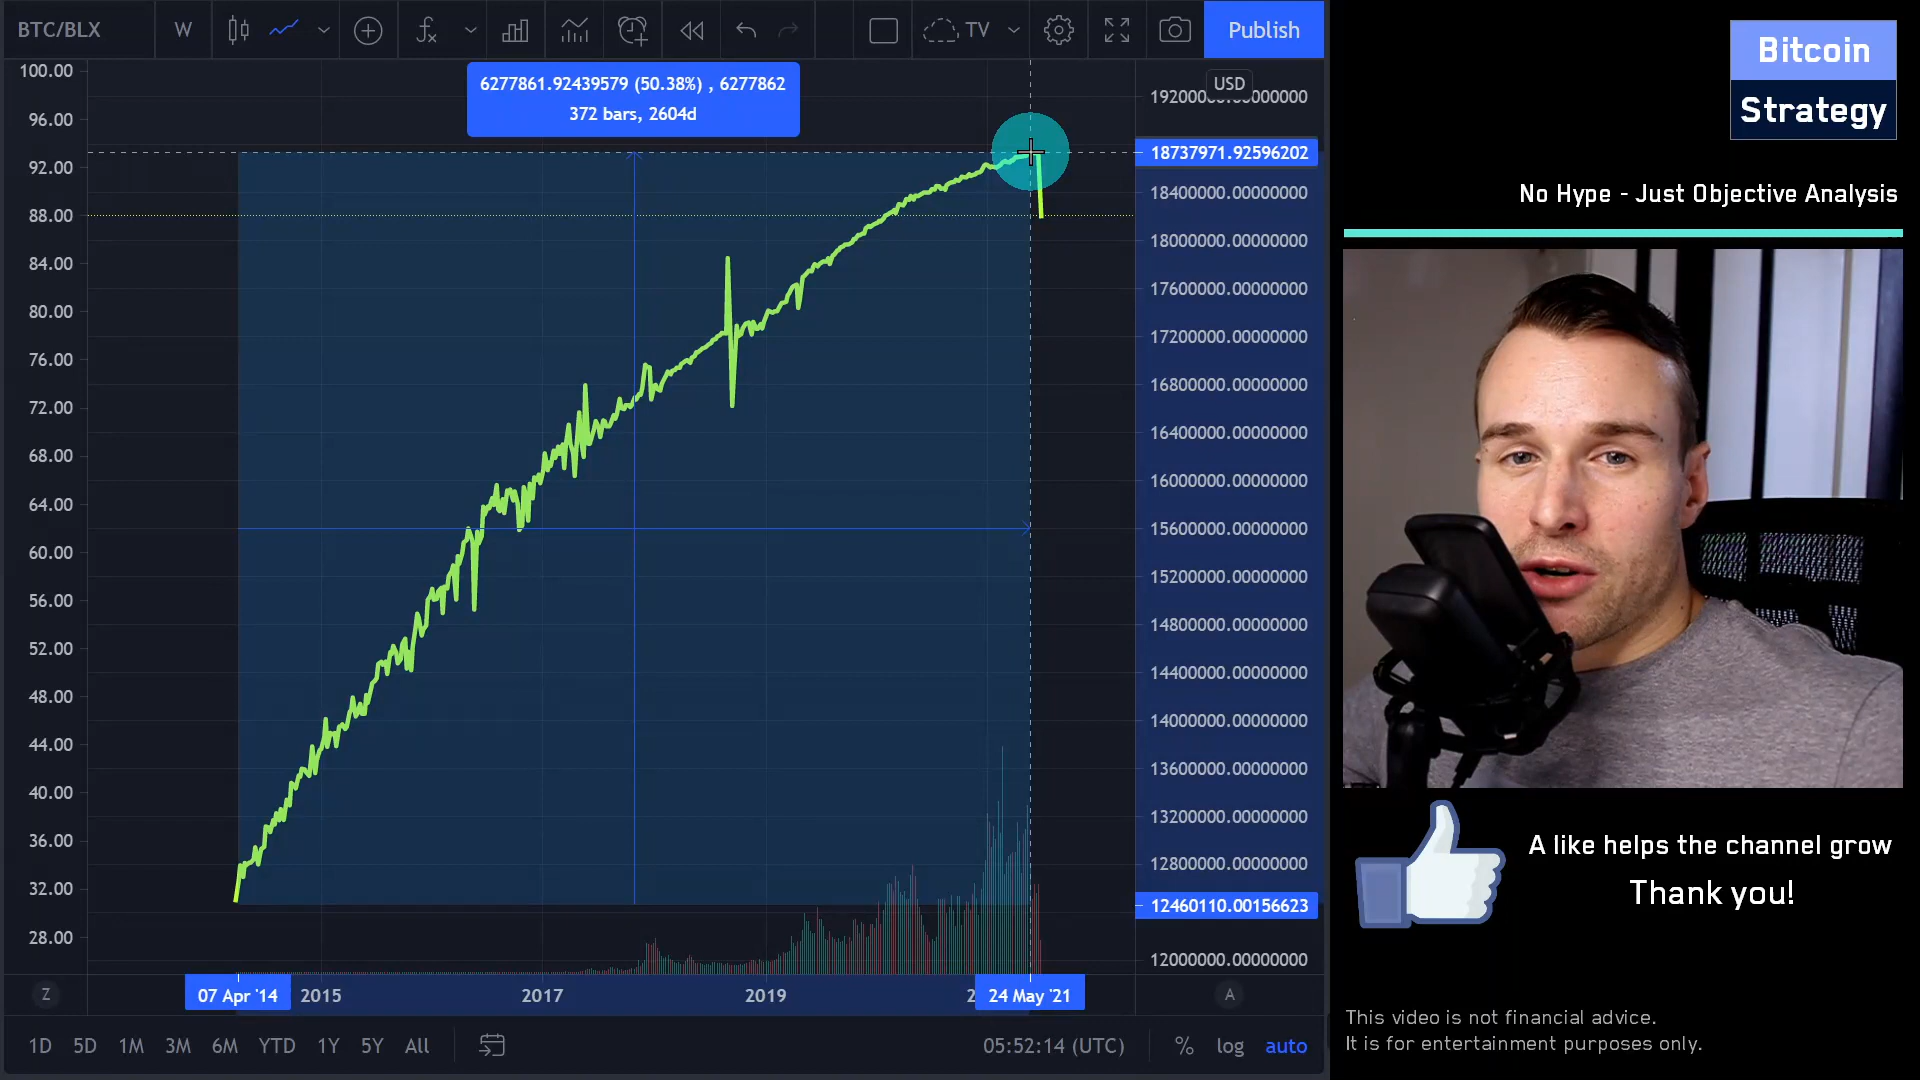 BTC/BLX
W
fx
TV
Publish
Bitcoin
Strategy
No Hype - Just Objective Analysis
6277861.92439579 (50.38%) , 6277862
372 bars, 2604d
USD
100.00
96.00
92.00
88.00
84.00
80.00
76.00
72.00
68.00
64.00
60.00
56.00
52.00
48.00
44.00
40.00
36.00
32.00
28.00
18737971.92596202
18400000.00000000
18000000.00000000
17600000.00000000
17200000.00000000
16800000.00000000
16400000.00000000
16000000.00000000
15600000.00000000
15200000.00000000
14800000.00000000
14400000.00000000
14000000.00000000
13600000.00000000
13200000.00000000
12800000.00000000
12460110.00156623
12000000.00000000
Z
07 Apr '14
2015
2017
2019
24 May '21
A
1D 5D 1M 3M 6M YTD 1Y 5Y All
05:52:14 (UTC)
% log auto
A like helps the channel grow
Thank you!
This video is not financial advice.
It is for entertainment purposes only.